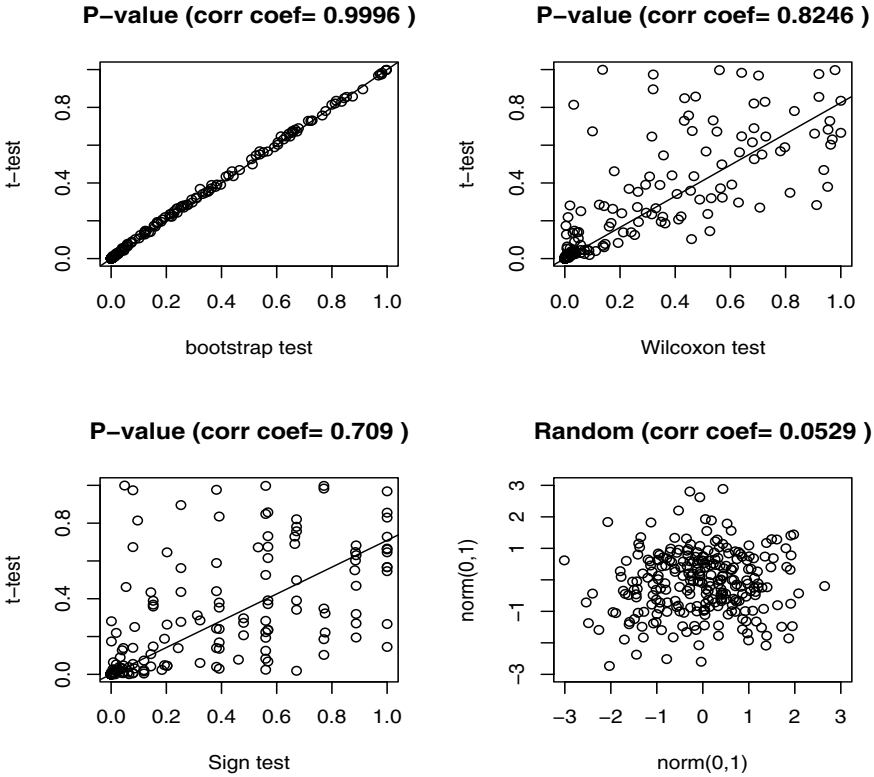 P−value (corr coef= 0.9996 )
t−test
0.8
0.4
0.0
0.0 0.2 0.4 0.6 0.8 1.0
bootstrap test
P−value (corr coef= 0.8246 )
t−test
0.8
0.4
0.0
0.0 0.2 0.4 0.6 0.8 1.0
Wilcoxon test
P−value (corr coef= 0.709 )
t−test
0.8
0.4
0.0
0.0 0.2 0.4 0.6 0.8 1.0
Sign test
Random (corr coef= 0.0529 )
norm(0,1)
3
1
−1
−3
−3 −2 −1 0 1 2 3
norm(0,1)